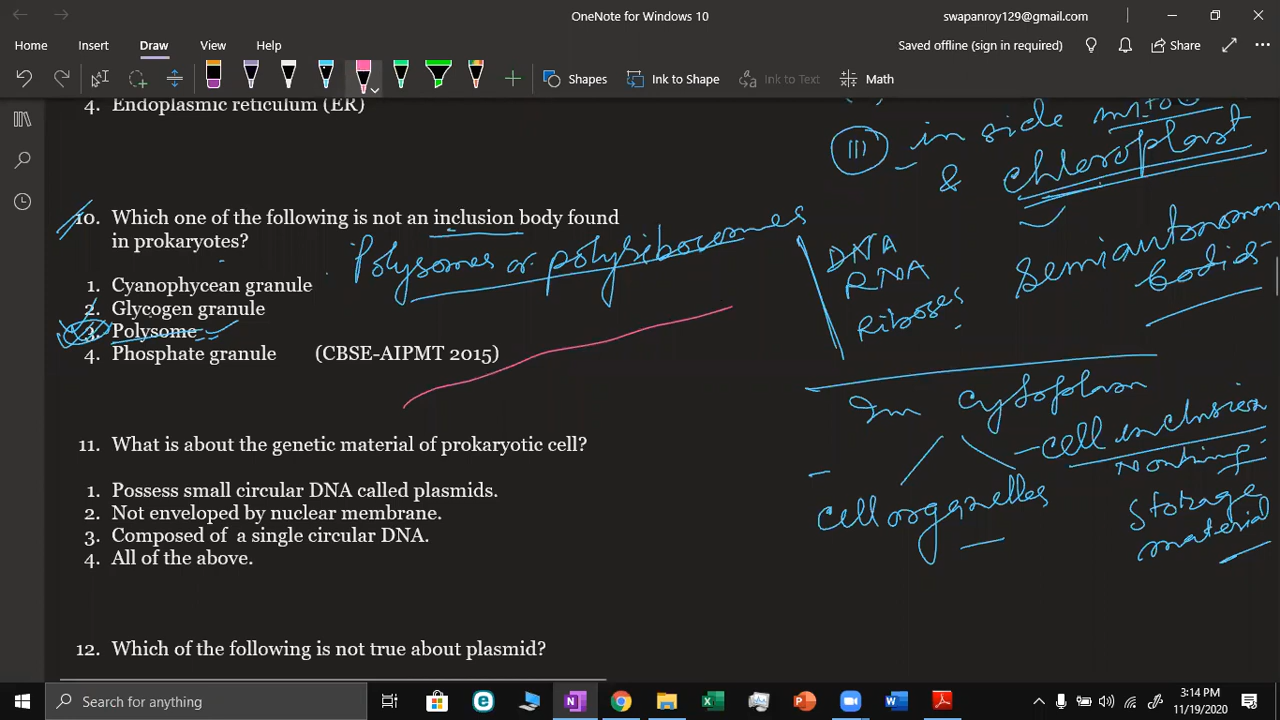 OneNote for Windows 10
swapanroy129@gmail.com
Home Insert Draw View Help
Saved offline (sign in required)
Share
Shapes
Ink to Shape
Ink to Text
Math
4. Endoplasmic reticulum (ER)
III in side mito
& chloroplast
10. Which one of the following is not an inclusion body found
in prokaryotes?
Polysomes or polyribosomes
DNA
RNA
Riboses
Semiautonomom
bodies
1. Cyanophycean granule
2. Glycogen granule
3. Polysome
4. Phosphate granule (CBSE-AIPMT 2015)
In cytoplasm
cell inclusion
Nonliving
cell organelles
Storage
material
11. What is about the genetic material of prokaryotic cell?
1. Possess small circular DNA called plasmids.
2. Not enveloped by nuclear membrane.
3. Composed of a single circular DNA.
4. All of the above.
12. Which of the following is not true about plasmid?
Search for anything
3:14 PM
11/19/2020